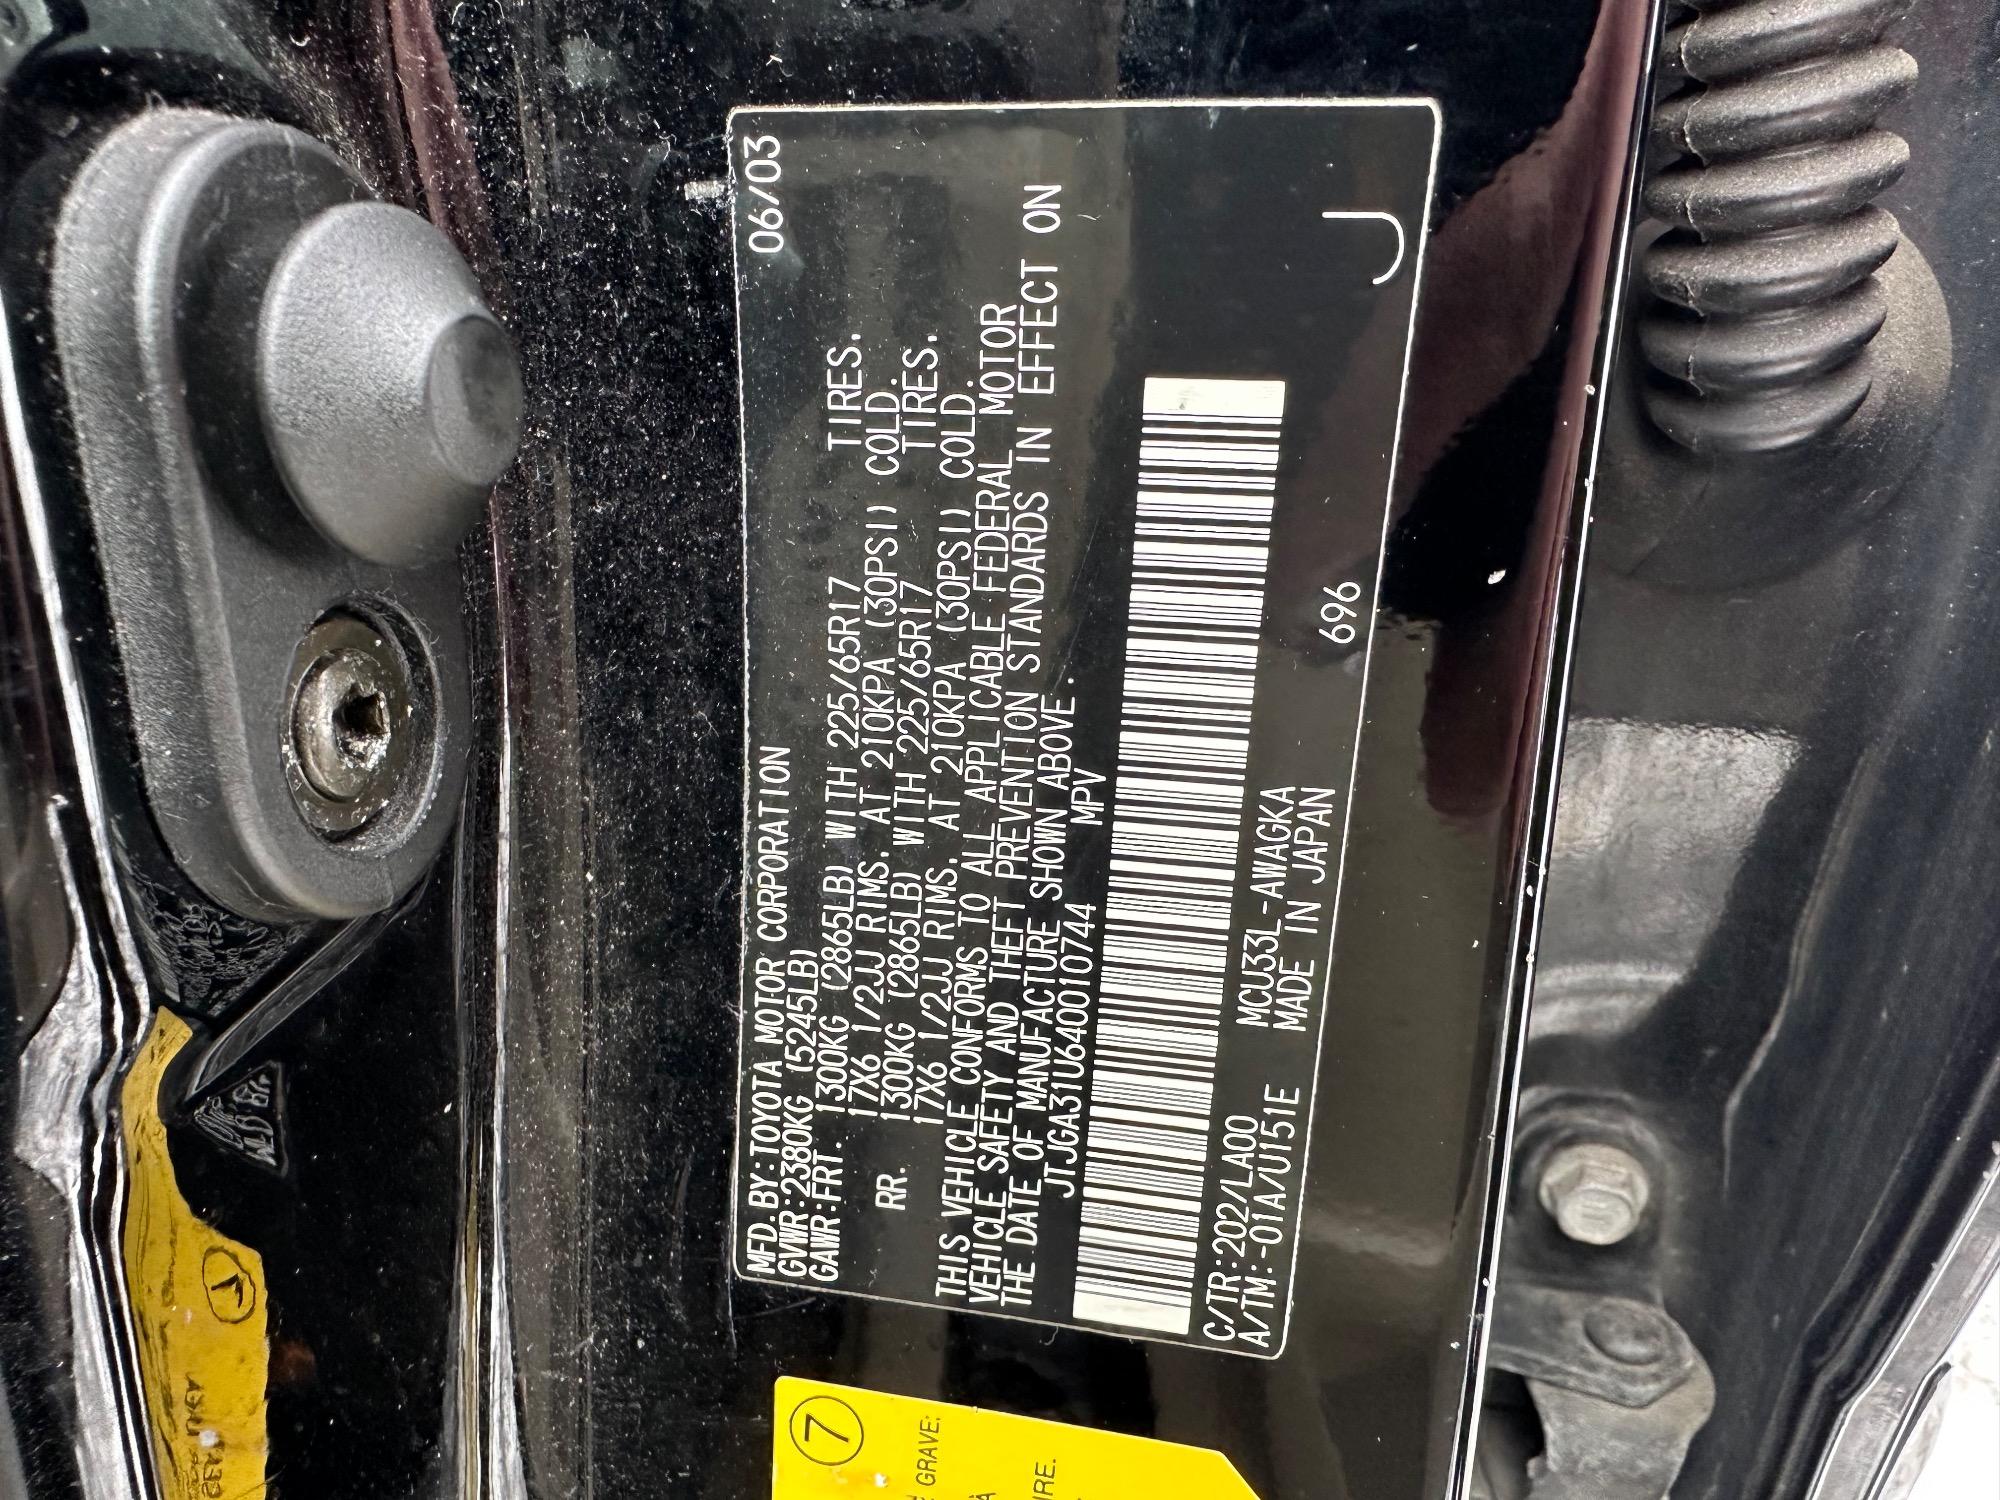 MFD.BY:TOYOTA MOTOR CORPORATION 06/03
GVWR:2380KG (5245LB)
GAWR:FRT. 1300KG (2865LB) WITH 225/65R17 TIRES.
17X6 1/2JJ RIMS. AT 210KPA (30PSI) COLD.
RR. 1300KG (2865LB) WITH 225/65R17 TIRES.
17X6 1/2JJ RIMS. AT 210KPA (30PSI) COLD.
THIS VEHICLE CONFORMS TO ALL APPLICABLE FEDERAL MOTOR
VEHICLE SAFETY AND THEFT PREVENTION STANDARDS IN EFFECT ON
THE DATE OF MANUFACTURE SHOWN ABOVE.
JTJGA31U640010744 MPV
C/TR:202/LA00 MCU33L-AWAGKA
A/TM:-01A/U151E MADE IN JAPAN
696
J
7
GRAVE: